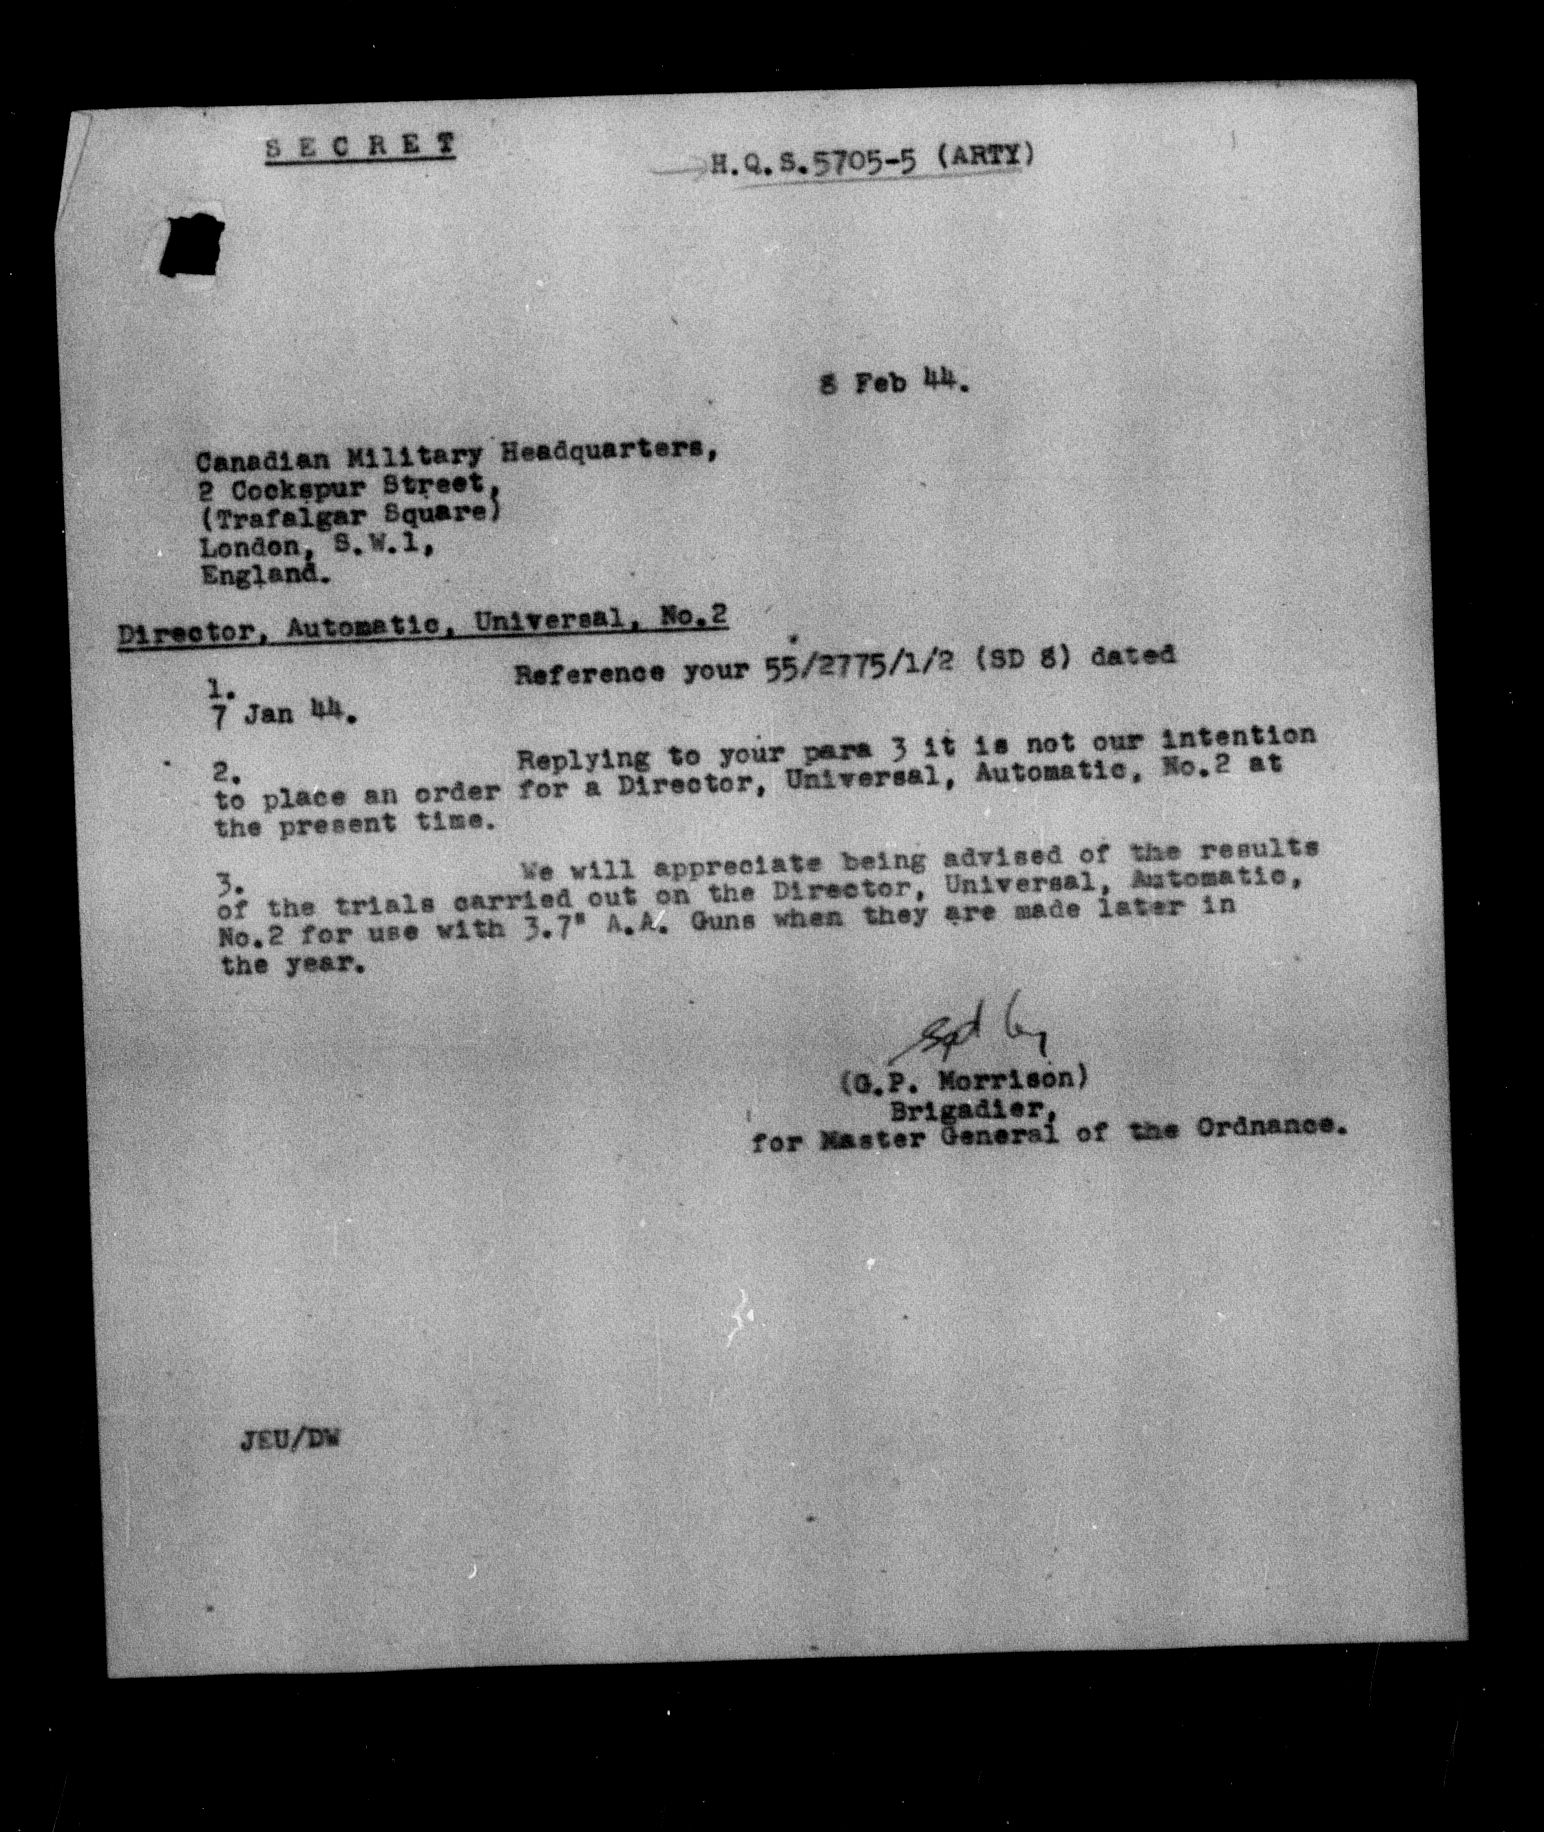 SECRET
H.Q.S.5705-5 (ARTY)
8 Feb 44.
Canadian Military Headquarters,
2 Cockspur Street,
(Trafalgar Square)
London, S.W.1,
England.
Director, Automatic, Universal, No.2
1. Reference your 55/2775/1/2 (SD 8) dated
7 Jan 44.
2. Replying to your para 3 it is not our intention
to place an order for a Director, Universal, Automatic, No.2 at
the present time.
3. We will appreciate being advised of the results
of the trials carried out on the Director, Universal, Automatic,
No.2 for use with 3.7" A.A. Guns when they are made later in
the year.
(G.P. Morrison)
Brigadier,
for Master General of the Ordnance.
JEU/DW